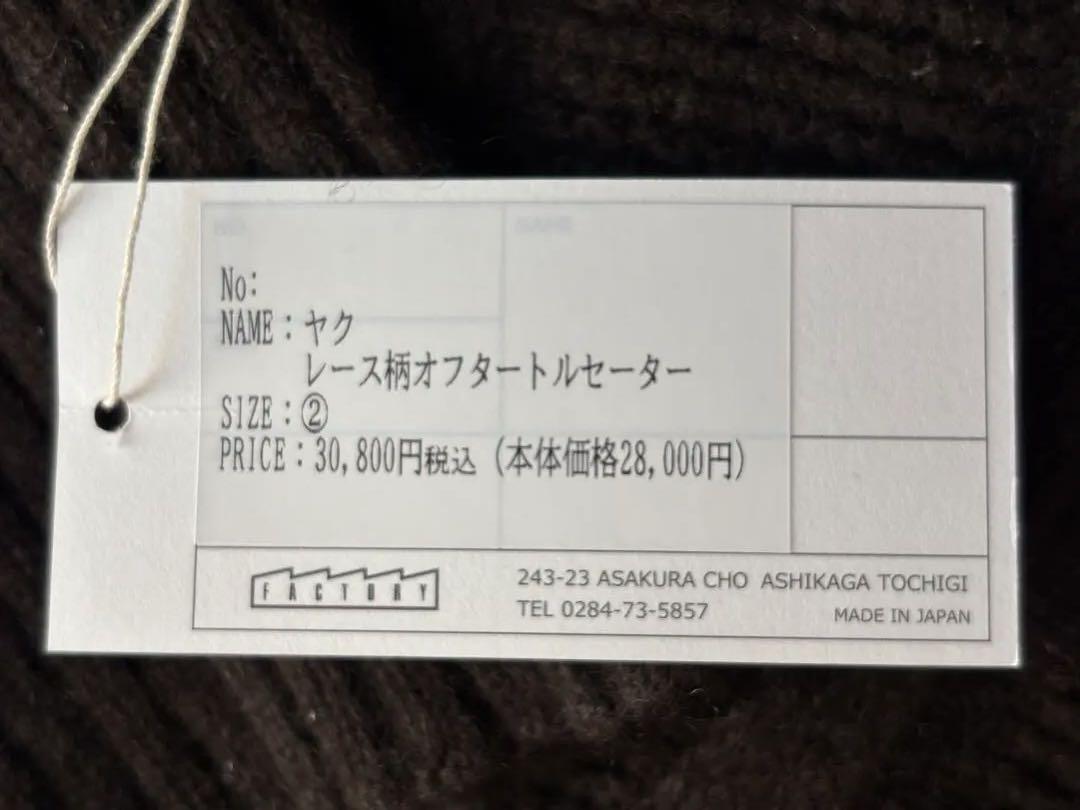 No:
NAME：ヤク
レース柄オフタートルセーター
SIZE：②
PRICE：30,800円税込（本体価格28,000円）
FACTORY
243-23 ASAKURA CHO ASHIKAGA TOCHIGI
TEL 0284-73-5857
MADE IN JAPAN